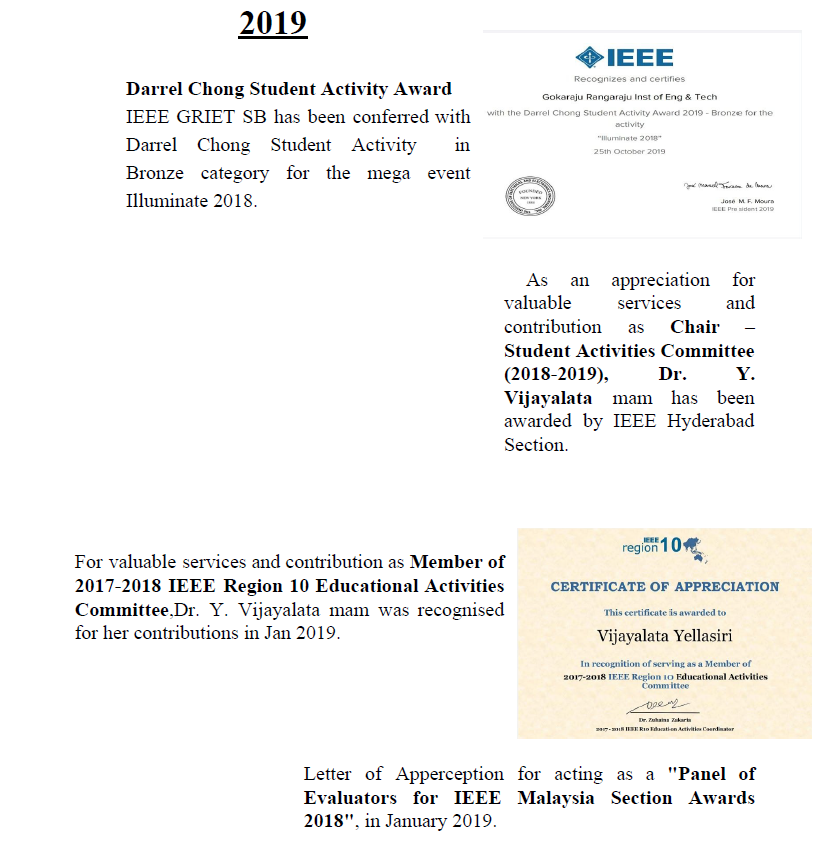 2019
Darrel Chong Student Activity Award
IEEE GRIET SB has been conferred with
Darrel Chong Student Activity in
Bronze category for the mega event
Illuminate 2018.
IEEE
Recognizes and certifies
Gokaraju Rangaraju Inst of Eng & Tech
with the Darrel Chong Student Activity Award 2019 - Bronze for the
activity
"Illuminate 2018"
25th October 2019
FOUNDED
NEW YORK
José M. F. Moura
IEEE President 2019
As an appreciation for
valuable services and
contribution as Chair –
Student Activities Committee
(2018-2019), Dr. Y.
Vijayalata mam has been
awarded by IEEE Hyderabad
Section.
For valuable services and contribution as Member of
2017-2018 IEEE Region 10 Educational Activities
Committee,Dr. Y. Vijayalata mam was recognised
for her contributions in Jan 2019.
IEEE
region 10
CERTIFICATE OF APPRECIATION
This certificate is awarded to
Vijayalata Yellasiri
In recognition of serving as a Member of
2017-2018 IEEE Region 10 Educational Activities
Committee
Dr. Zuhaina Zakaria
2017-2018 IEEE R10 Education Activities Coordinator
Letter of Apperception for acting as a "Panel of
Evaluators for IEEE Malaysia Section Awards
2018", in January 2019.